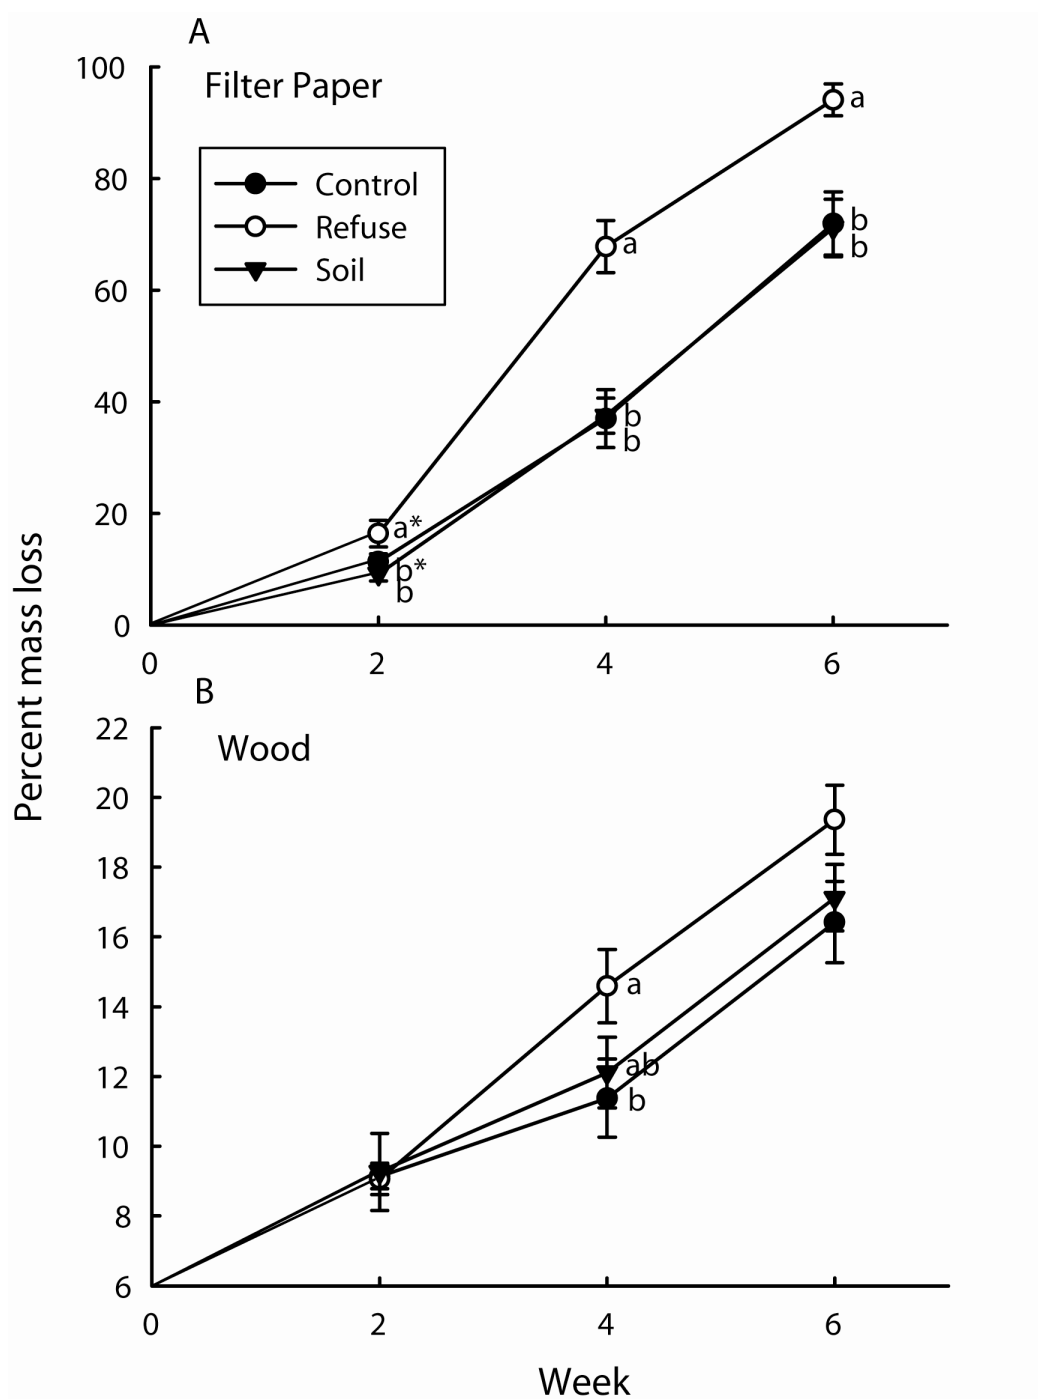 A
Filter Paper
100
80
60
40
20
0
Control
Refuse
Soil
a
b
b
a
b
b
a*
b*
b
0 2 4 6
Percent mass loss
B
Wood
22
20
18
16
14
12
10
8
6
a
ab
b
0 2 4 6
Week